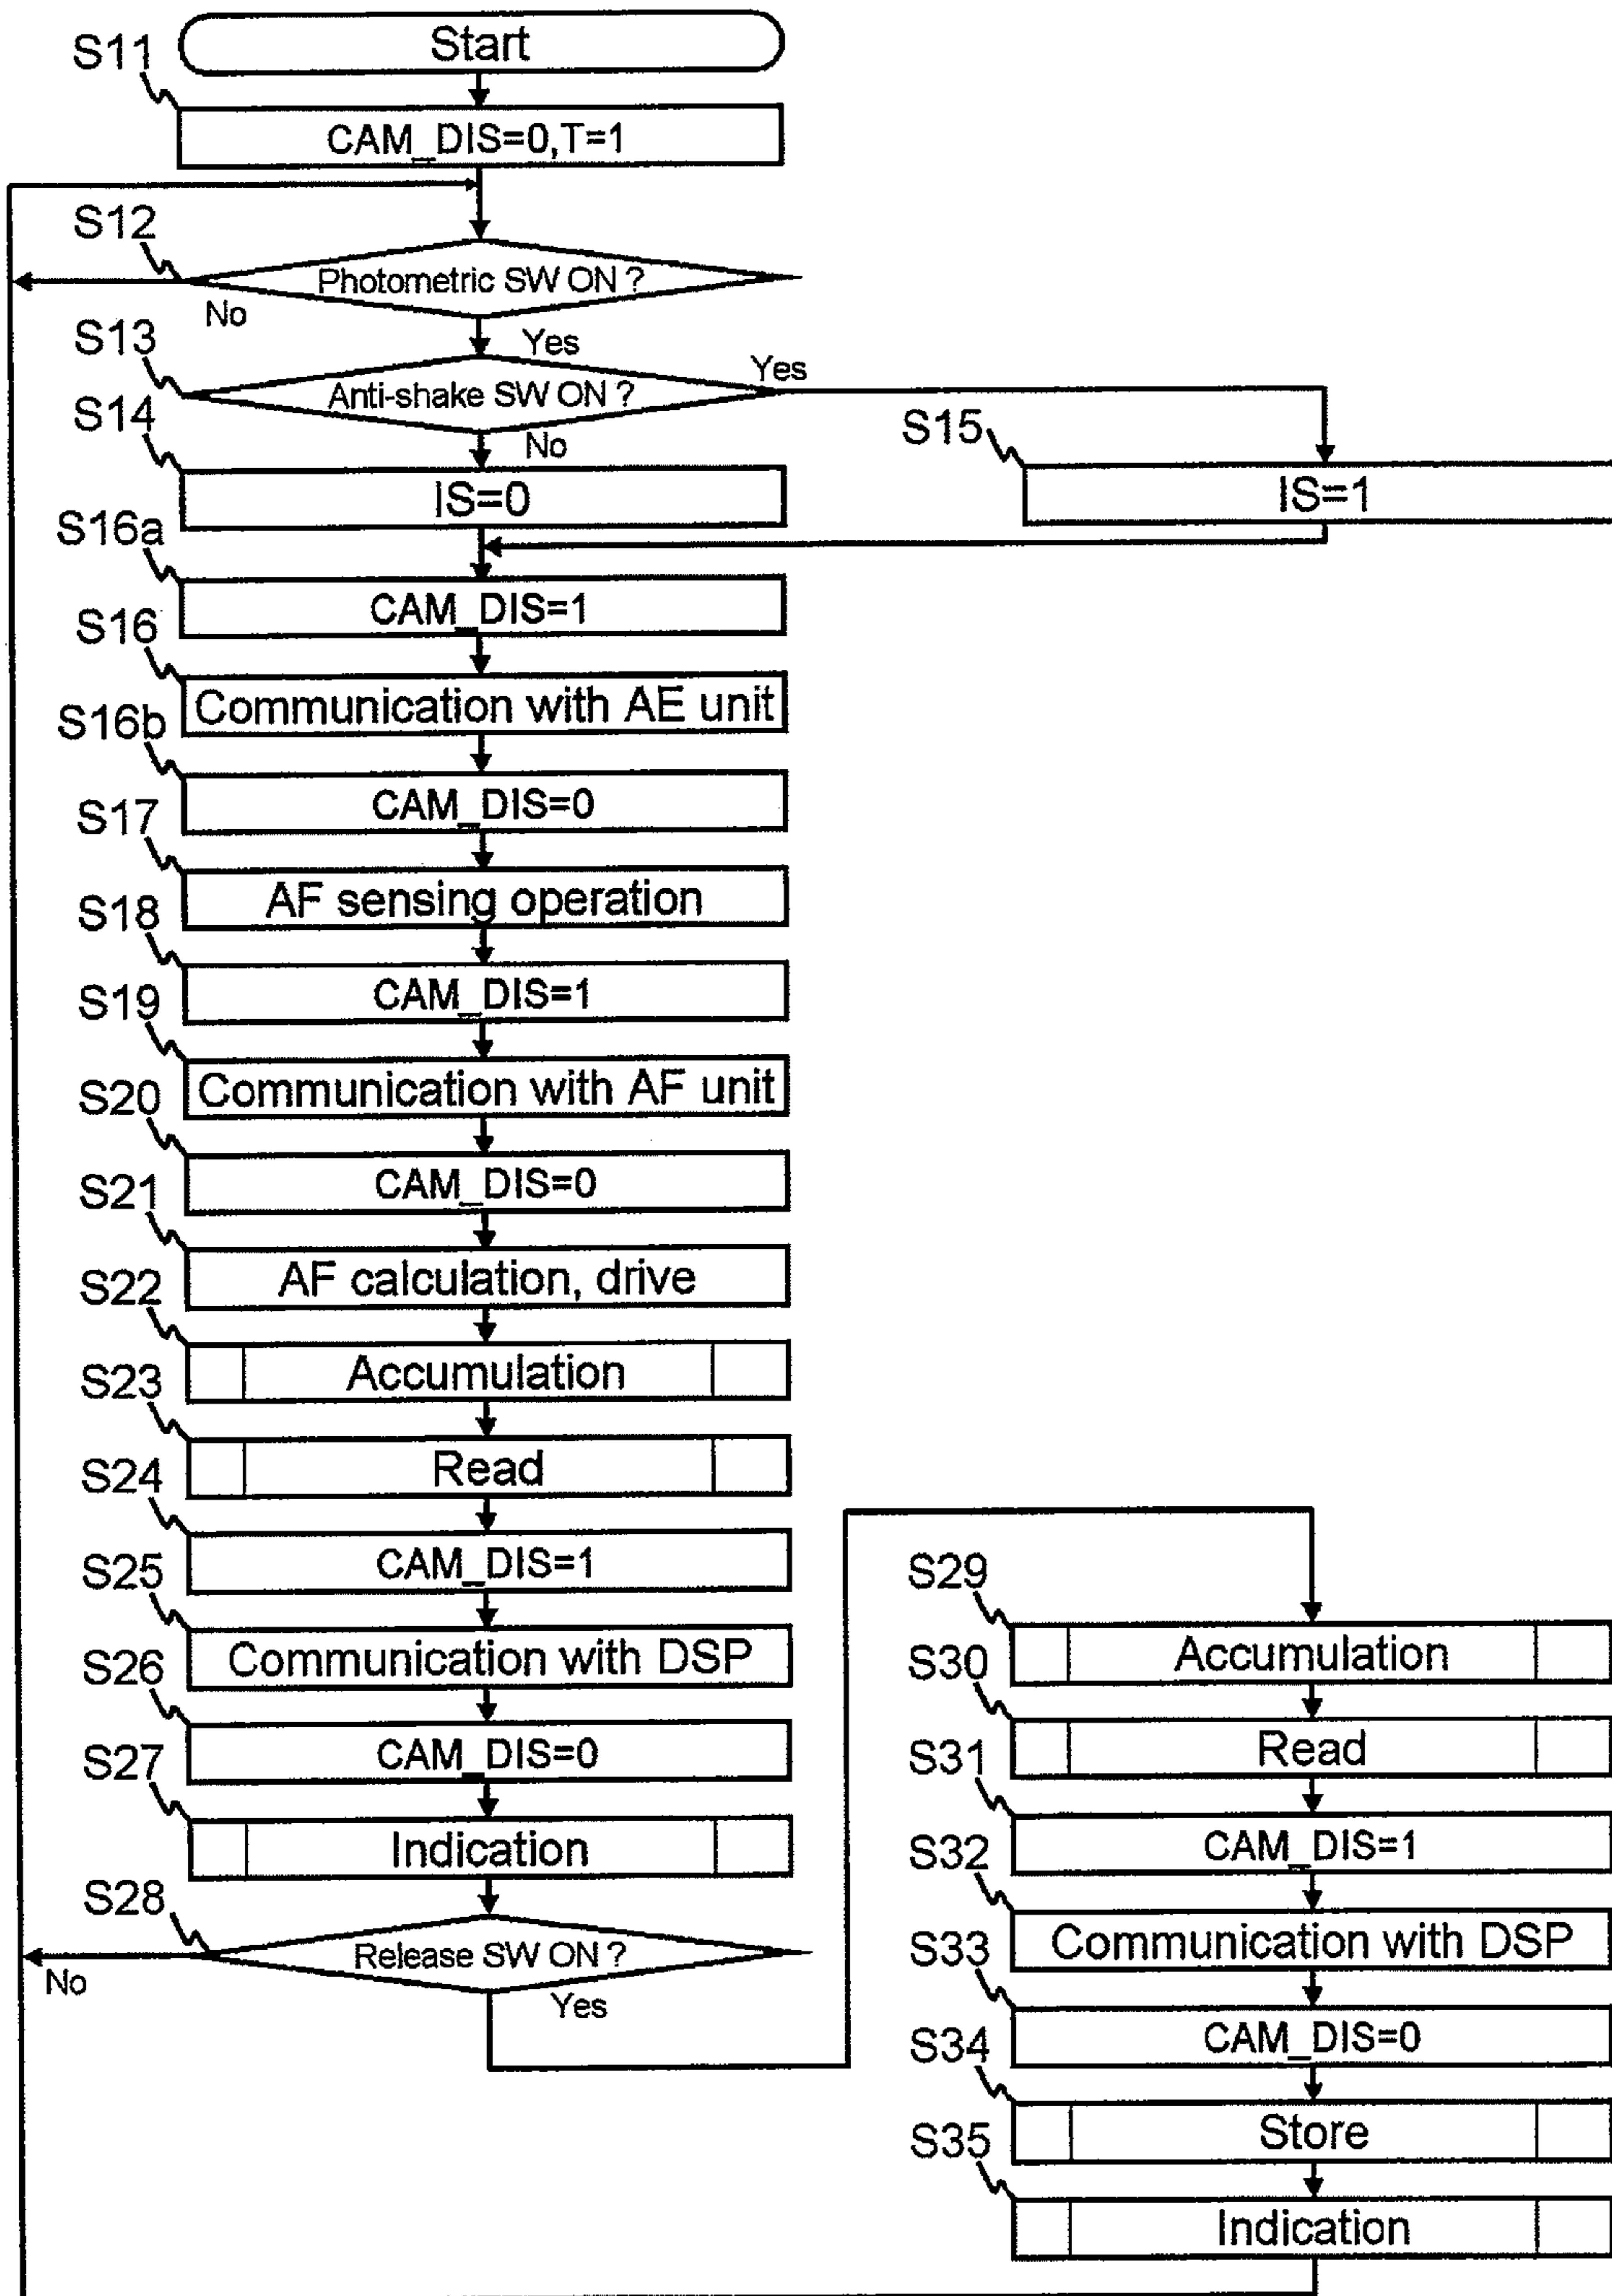 Start
S11
CAM_DIS=0,T=1
S12
Photometric SW ON ?
No
Yes
S13
Anti-shake SW ON ?
Yes
No
S14
IS=0
S15
IS=1
S16a
CAM_DIS=1
S16
Communication with AE unit
S16b
CAM_DIS=0
S17
AF sensing operation
S18
CAM_DIS=1
S19
Communication with AF unit
S20
CAM_DIS=0
S21
AF calculation, drive
S22
Accumulation
S23
Read
S24
CAM_DIS=1
S25
Communication with DSP
S26
CAM_DIS=0
S27
Indication
S28
Release SW ON ?
No
Yes
S29
Accumulation
S30
Read
S31
CAM_DIS=1
S32
Communication with DSP
S33
CAM_DIS=0
S34
Store
S35
Indication